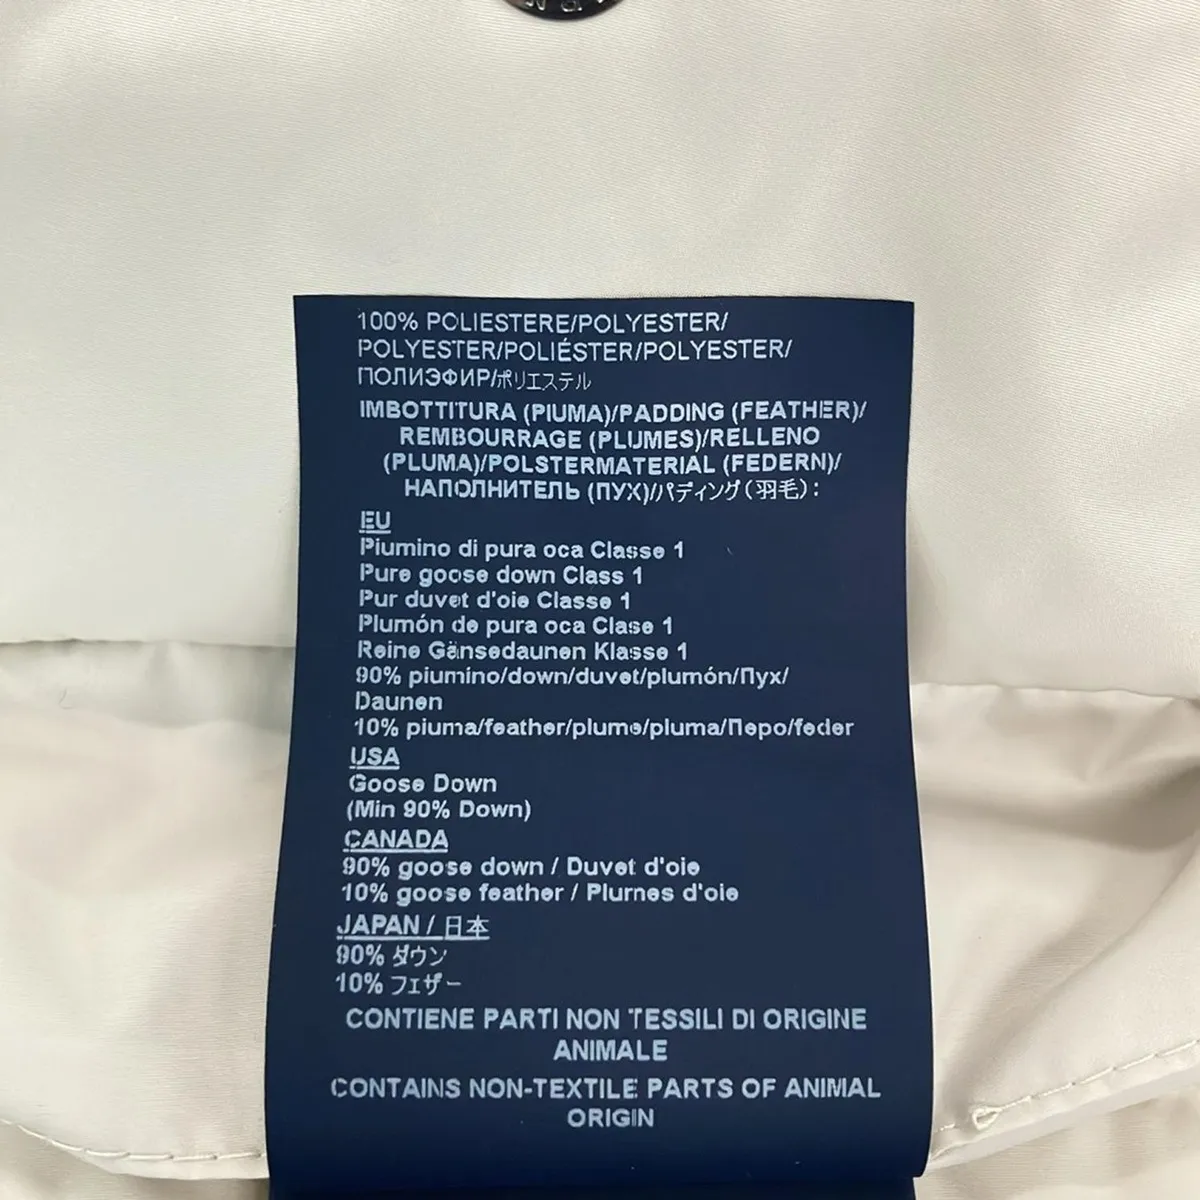 100% POLIESTERE/POLYESTER/
POLYESTER/POLIÉSTER/POLYESTER/
ПОЛИЭФИР/ポリエステル
IMBOTTITURA (PIUMA)/PADDING (FEATHER)/
REMBOURRAGE (PLUMES)/RELLENO
(PLUMA)/POLSTERMATERIAL (FEDERN)/
НАПОЛНИТЕЛЬ (ПУХ)/パディング(羽毛):
EU
Piumino di pura oca Classe 1
Pure goose down Class 1
Pur duvet d'oie Classe 1
Plumón de pura oca Clase 1
Reine Gänsedaunen Klasse 1
90% piumino/down/duvet/plumón/Пух/
Daunen
10% piuma/feather/plume/pluma/Перо/feder
USA
Goose Down
(Min 90% Down)
CANADA
90% goose down / Duvet d'oie
10% goose feather / Plumes d'oie
JAPAN / 日本
90% ダウン
10% フェザー
CONTIENE PARTI NON TESSILI DI ORIGINE
ANIMALE
CONTAINS NON-TEXTILE PARTS OF ANIMAL
ORIGIN